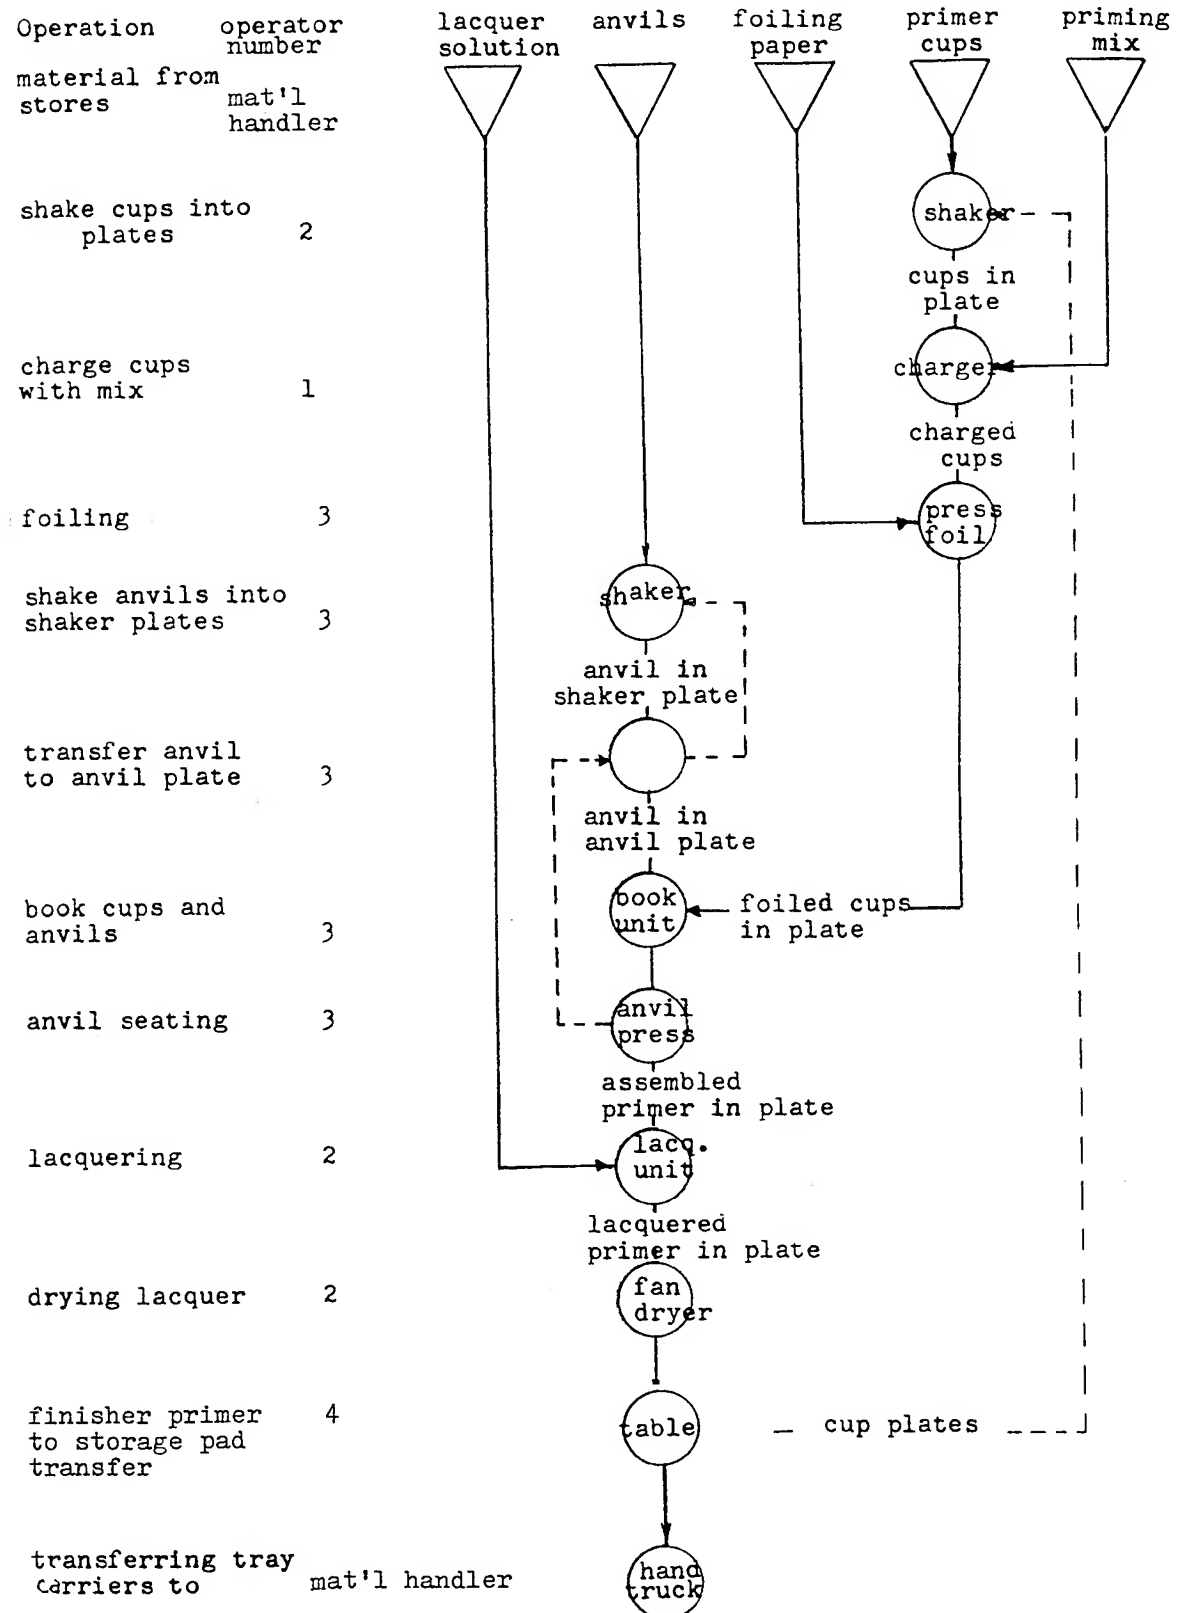 Operation
operator
number
lacquer
solution
anvils
foiling
paper
primer
cups
priming
mix
material from
stores
mat'l
handler
shake cups into
plates
2
shaker
cups in
plate
charge cups
with mix
1
charger
charged
cups
foiling
3
press
foil
shake anvils into
shaker plates
3
shaker
anvil in
shaker plate
transfer anvil
to anvil plate
3
anvil in
anvil plate
book cups and
anvils
3
book
unit
foiled cups
in plate
anvil seating
3
anvil
press
assembled
primer in plate
lacquering
2
lacq.
unit
lacquered
primer in plate
drying lacquer
2
fan
dryer
finisher primer
to storage pad
transfer
4
table
cup plates
transferring tray
carriers to
mat'l handler
hand
truck